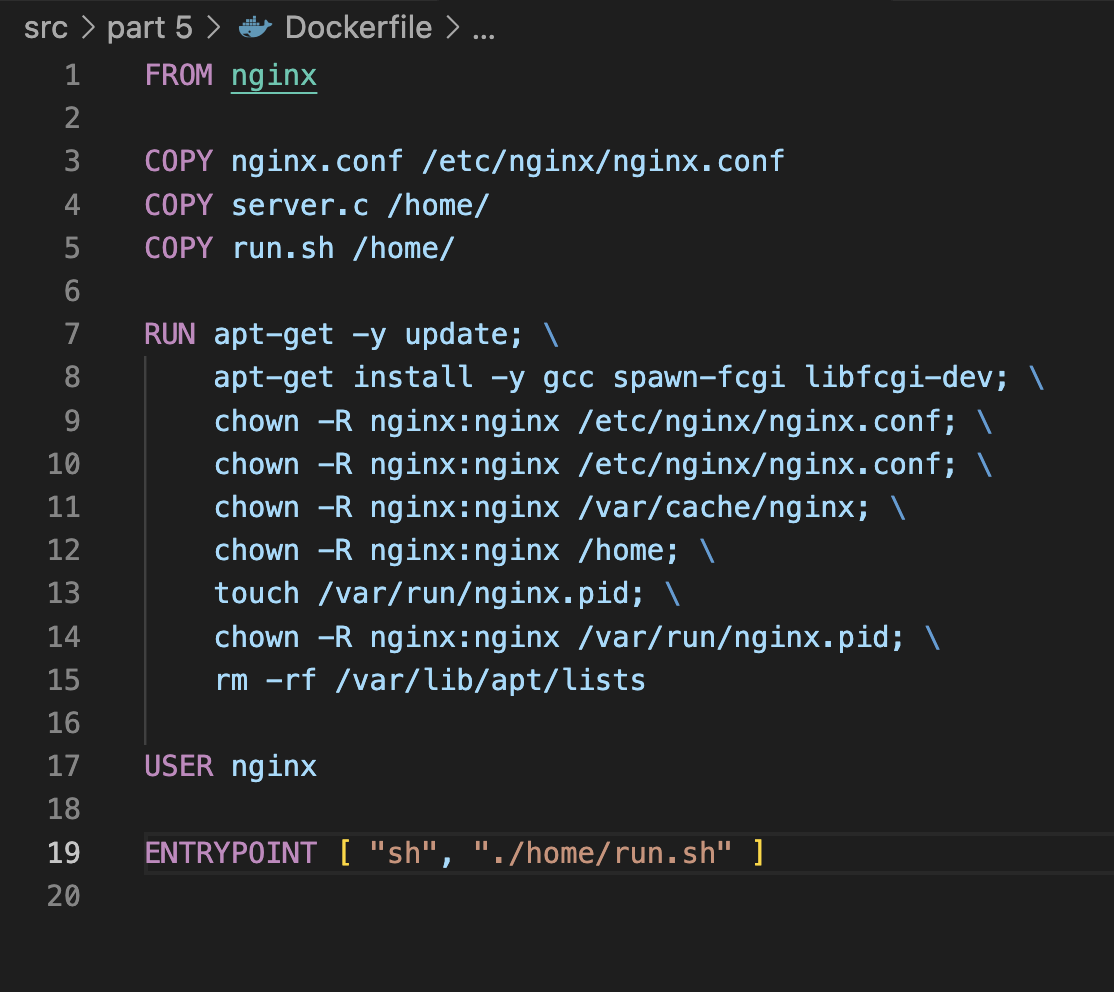 src > part 5 > Dockerfile > ...
1 FROM nginx
2
3 COPY nginx.conf /etc/nginx/nginx.conf
4 COPY server.c /home/
5 COPY run.sh /home/
6
7 RUN apt-get -y update; \
8 apt-get install -y gcc spawn-fcgi libfcgi-dev; \
9 chown -R nginx:nginx /etc/nginx/nginx.conf; \
10 chown -R nginx:nginx /etc/nginx/nginx.conf; \
11 chown -R nginx:nginx /var/cache/nginx; \
12 chown -R nginx:nginx /home; \
13 touch /var/run/nginx.pid; \
14 chown -R nginx:nginx /var/run/nginx.pid; \
15 rm -rf /var/lib/apt/lists
16
17 USER nginx
18
19 ENTRYPOINT [ "sh", "./home/run.sh" ]
20